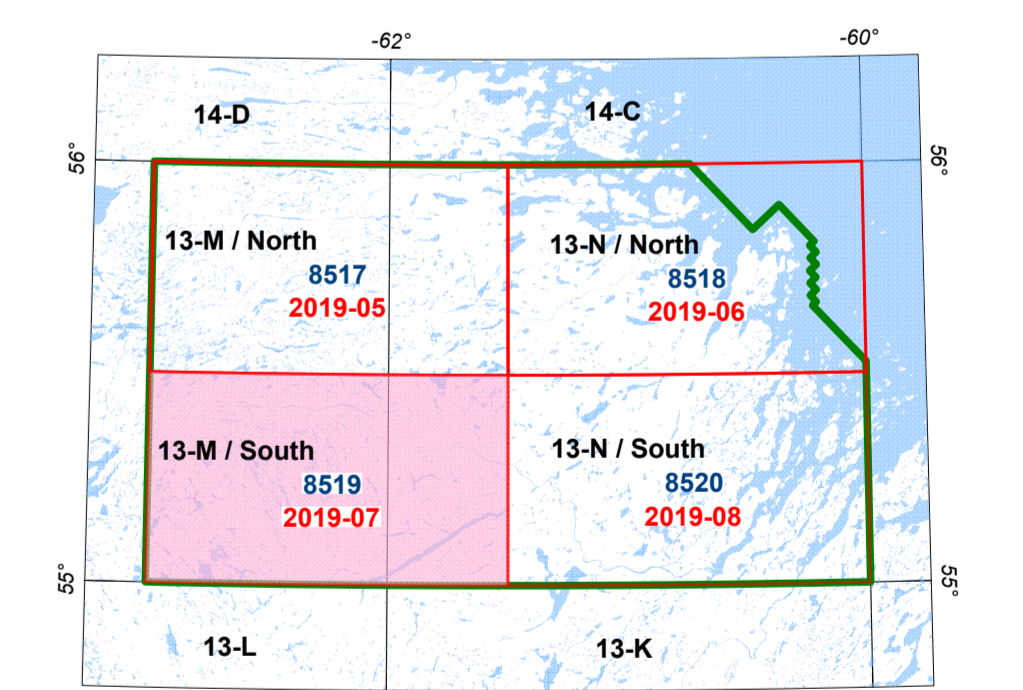 -62°
-60°
14-D
14-C
56°
56°
13-M / North
8517
2019-05
13-N / North
8518
2019-06
13-M / South
8519
2019-07
13-N / South
8520
2019-08
55°
55°
13-L
13-K